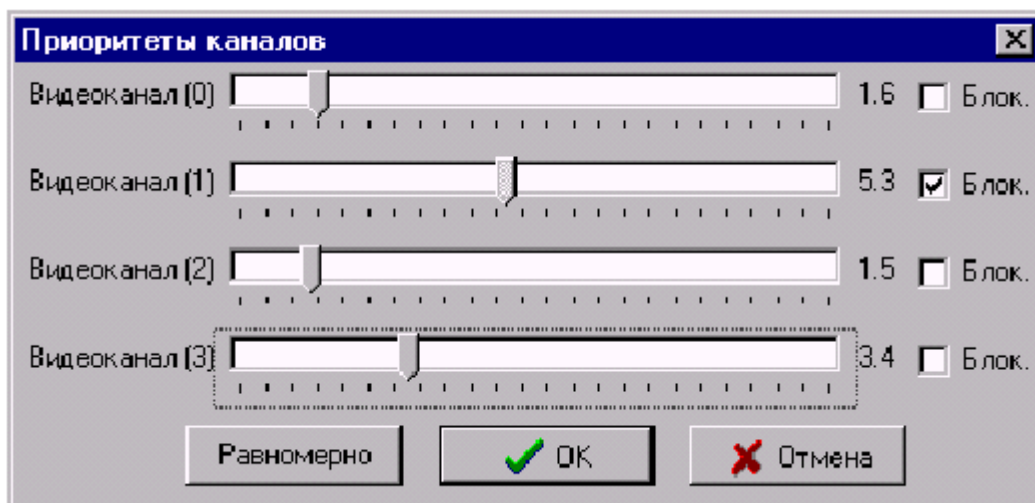 Приоритеты каналов
Видеоканал (0) 1.6 Блок.
Видеоканал (1) 5.3 Блок.
Видеоканал (2) 1.5 Блок.
Видеоканал (3) 3.4 Блок.
Равномерно OK Отмена